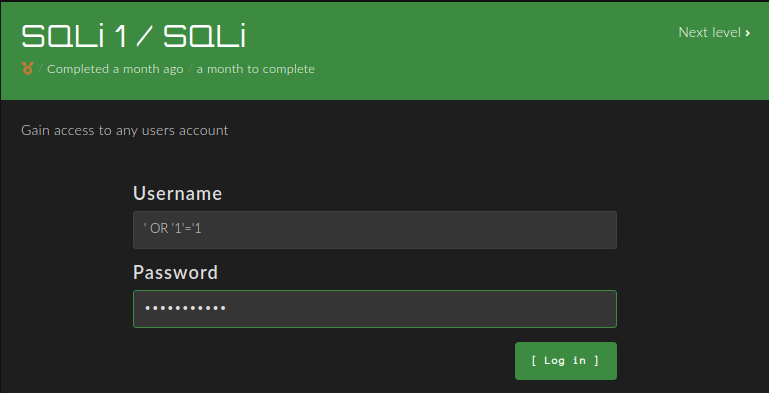 SQLi 1 / SQLi
Next level ›
/ Completed a month ago / a month to complete
Gain access to any users account
Username
' OR '1'='1
Password
•••••••••••
[ Log in ]